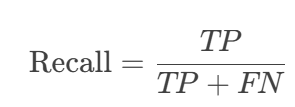 Recall = TP / TP + FN